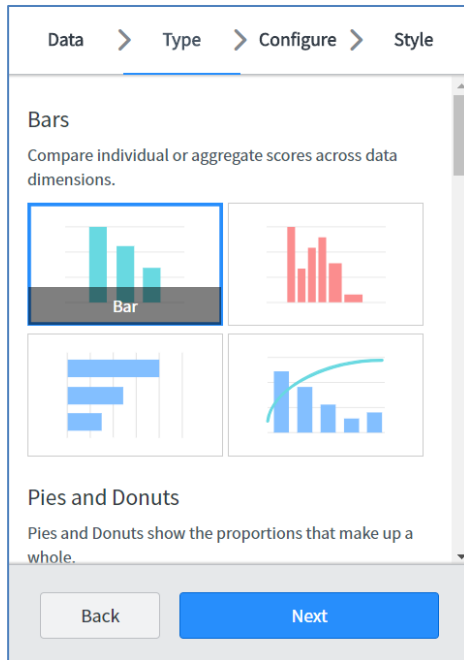 Data Type Configure Style
Bars
Compare individual or aggregate scores across data
dimensions.
Bar
Pies and Donuts
Pies and Donuts show the proportions that make up a
whole.
Back Next